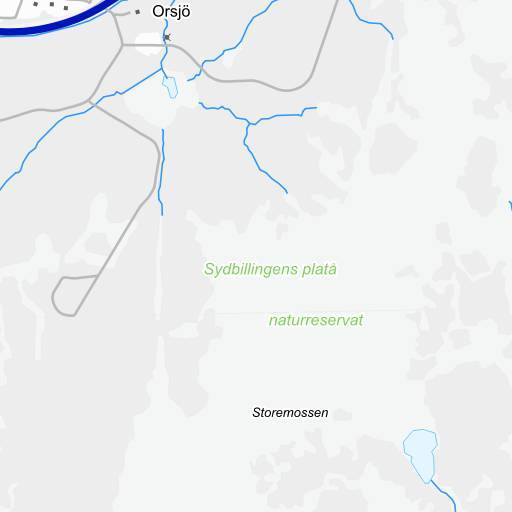 Orsjö
Sydbillingens platå
naturreservat
Storemossen